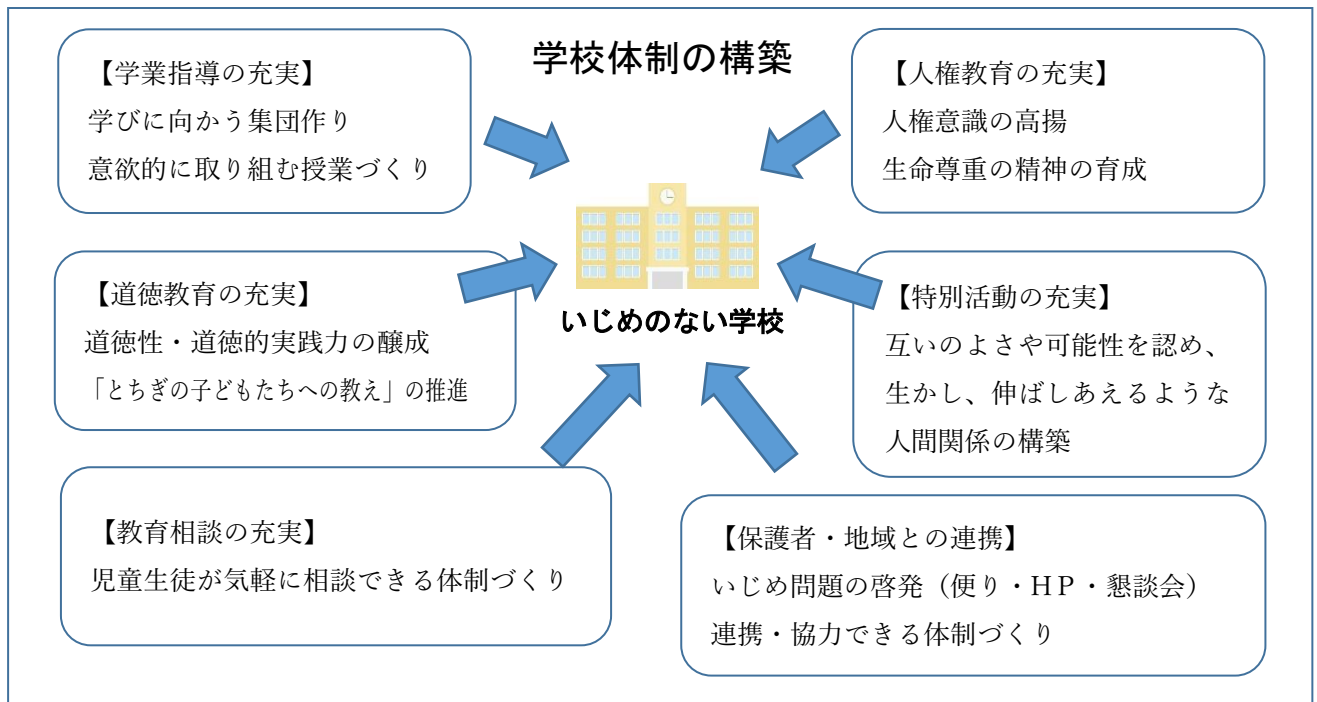 学校体制の構築
【学業指導の充実】
学びに向かう集団作り
意欲的に取り組む授業づくり
【人権教育の充実】
人権意識の高揚
生命尊重の精神の育成
【道徳教育の充実】
道徳性・道徳的実践力の醸成
「とちぎの子どもたちへの教え」の推進
いじめのない学校
【特別活動の充実】
互いのよさや可能性を認め、
生かし、伸ばしあえるような
人間関係の構築
【教育相談の充実】
児童生徒が気軽に相談できる体制づくり
【保護者・地域との連携】
いじめ問題の啓発（便り・ＨＰ・懇談会）
連携・協力できる体制づくり